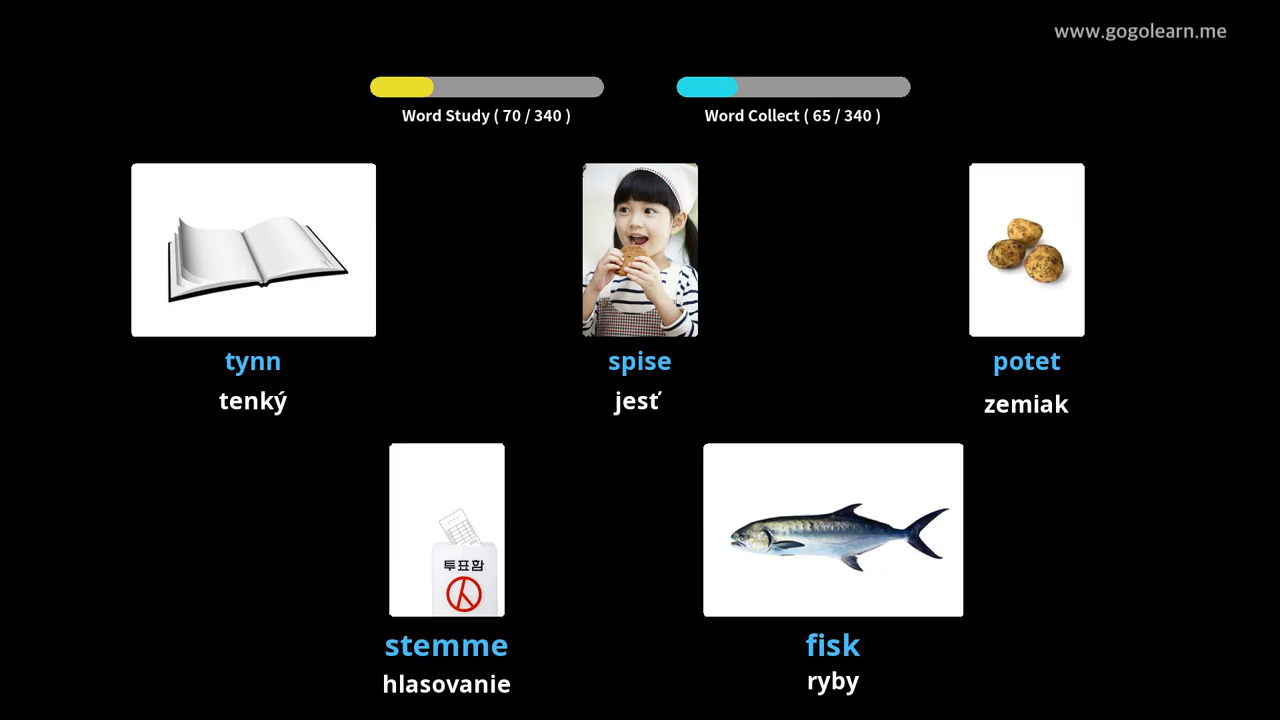 www.gogolearn.me
Word Study ( 70 / 340 )
Word Collect ( 65 / 340 )
tynn
tenký
spise
jesť
potet
zemiak
투표함
stemme
hlasovanie
fisk
ryby